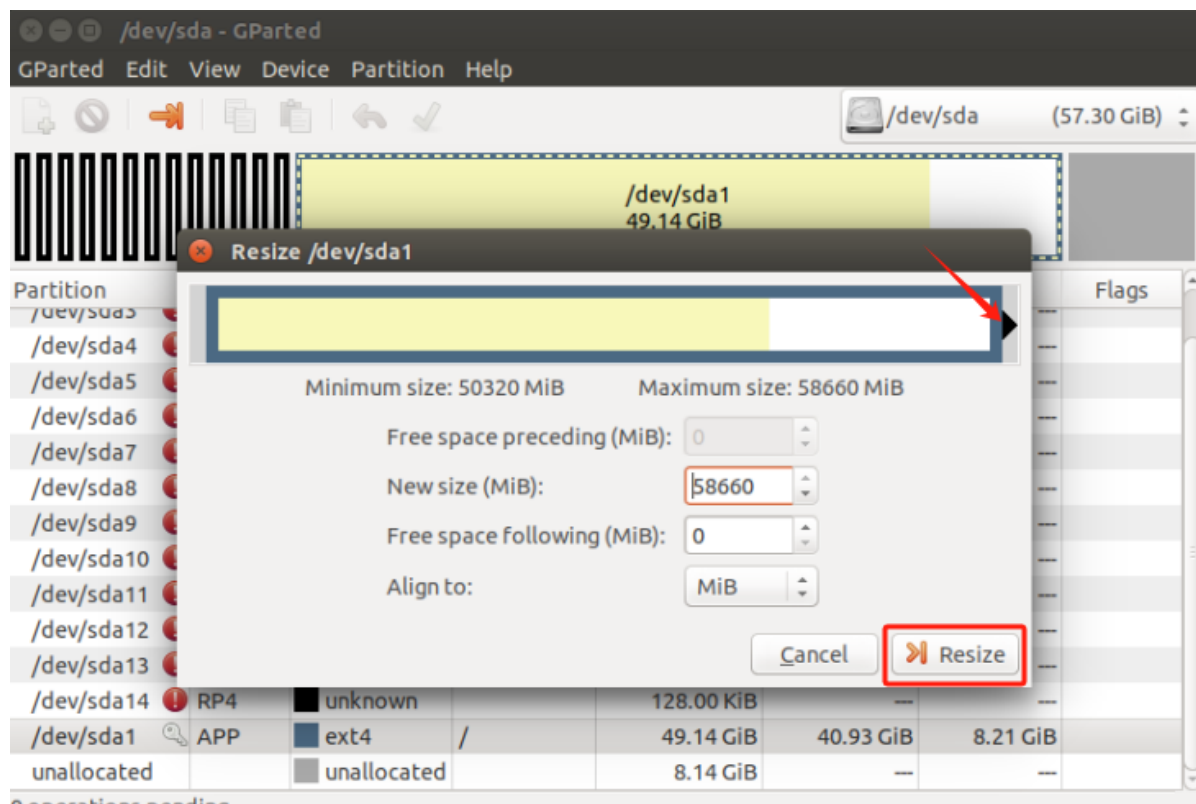 /dev/sda - GParted
GParted Edit View Device Partition Help
/dev/sda (57.30 GiB)
/dev/sda1
49.14 GiB
Resize /dev/sda1
Partition Flags
/dev/sda3 ---
/dev/sda4 ---
/dev/sda5 ---
/dev/sda6 ---
/dev/sda7 ---
/dev/sda8 ---
/dev/sda9 ---
/dev/sda10 ---
/dev/sda11 ---
/dev/sda12 ---
/dev/sda13 ---
Minimum size: 50320 MiB Maximum size: 58660 MiB
Free space preceding (MiB): 0
New size (MiB): 58660
Free space following (MiB): 0
Align to: MiB
Cancel Resize
/dev/sda14 RP4 unknown 128.00 KiB --- ---
/dev/sda1 APP ext4 / 49.14 GiB 40.93 GiB 8.21 GiB
unallocated unallocated 8.14 GiB --- ---
0 operations pending